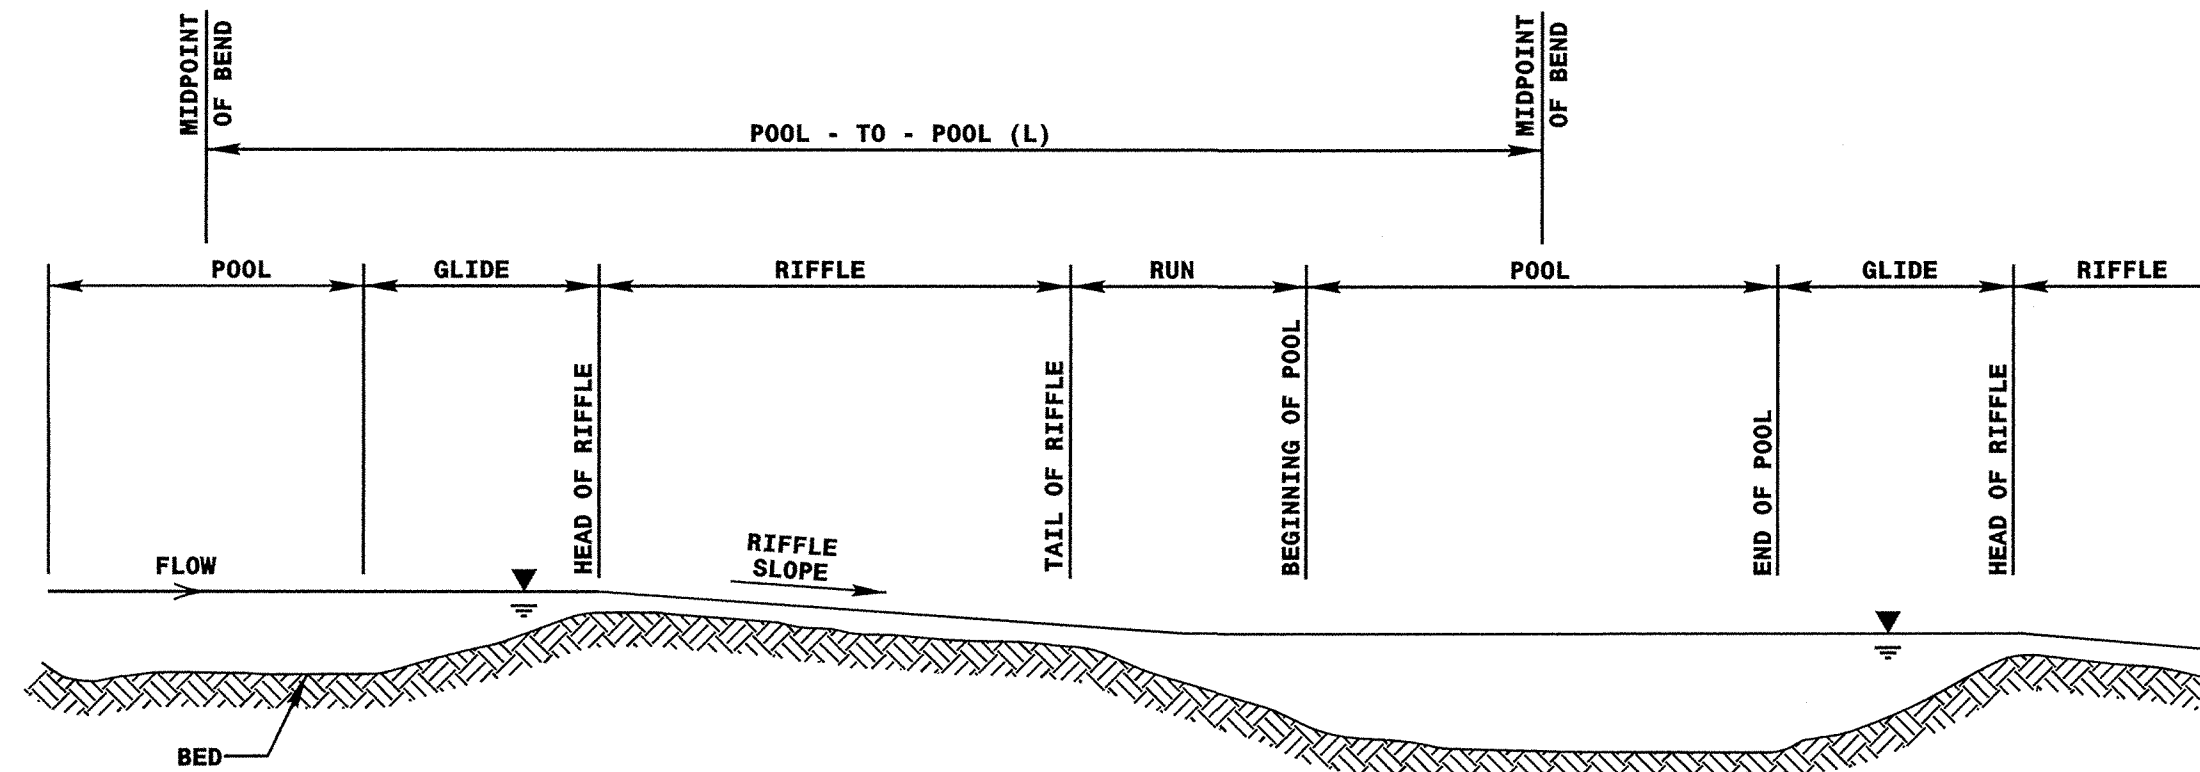 MIDPOINT
OF BEND
MIDPOINT
OF BEND
POOL - TO - POOL (L)
POOL
GLIDE
RIFFLE
RUN
POOL
GLIDE
RIFFLE
HEAD OF RIFFLE
TAIL OF RIFFLE
BEGINNING OF POOL
END OF POOL
HEAD OF RIFFLE
FLOW
RIFFLE
SLOPE
BED